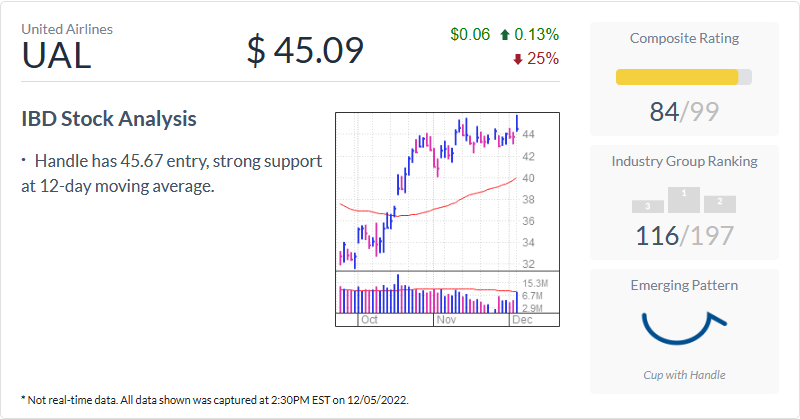 United Airlines
UAL
$ 45.09
$0.06 0.13%
25%
IBD Stock Analysis
· Handle has 45.67 entry, strong support
at 12-day moving average.
44
42
40
38
36
34
32
15.3M
6.7M
2.9M
Oct Nov Dec
Composite Rating
84/99
Industry Group Ranking
3 1 2
116/197
Emerging Pattern
Cup with Handle
* Not real-time data. All data shown was captured at 2:30PM EST on 12/05/2022.